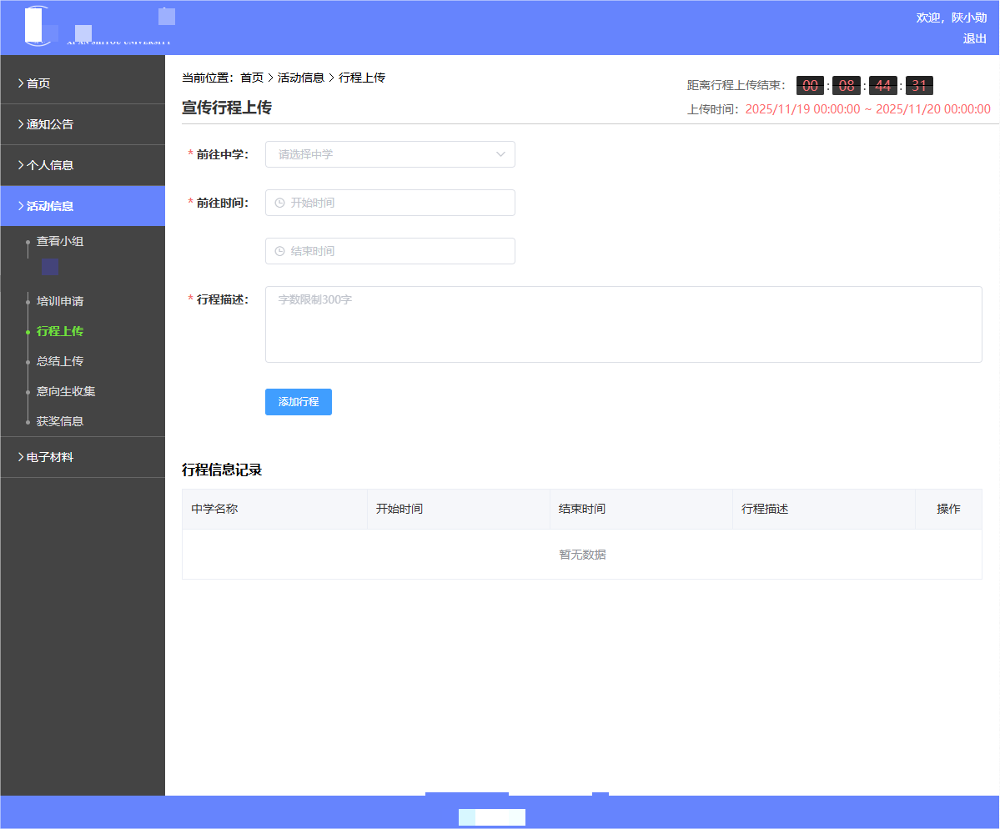 XI'AN SHIYOU UNIVERSITY
欢迎，陕小勋
退出
首页
通知公告
个人信息
活动信息
查看小组
培训申请
行程上传
总结上传
意向生收集
获奖信息
电子材料
当前位置：首页 > 活动信息 > 行程上传
宣传行程上传
距离行程上传结束： 00 : 08 : 44 : 31
上传时间：2025/11/19 00:00:00 ~ 2025/11/20 00:00:00
* 前往中学： 请选择中学
* 前往时间： 开始时间
结束时间
* 行程描述： 字数限制300字
添加行程
行程信息记录
中学名称 开始时间 结束时间 行程描述 操作
暂无数据